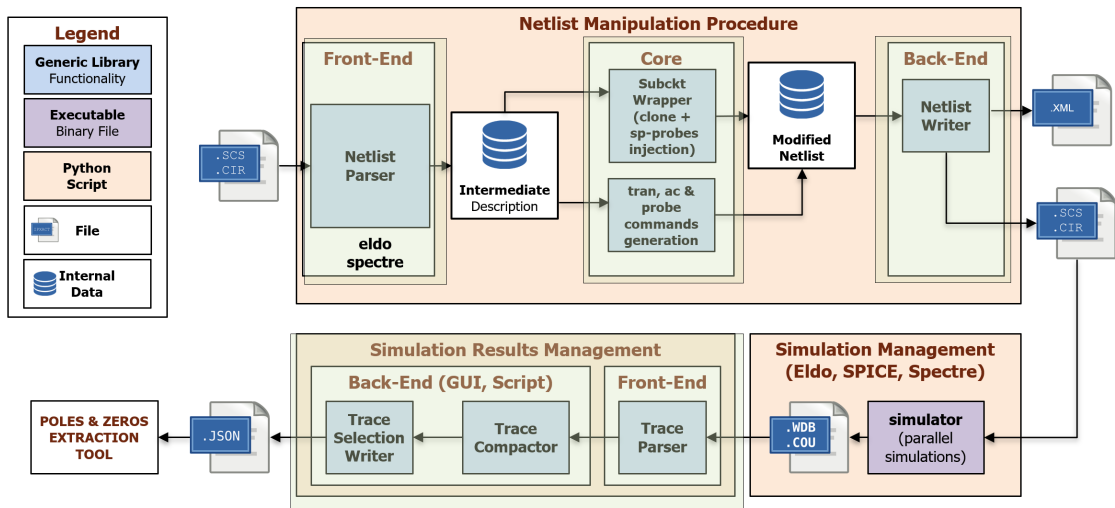 Legend
Generic Library
Functionality
Executable
Binary File
Python
Script
File
Internal
Data
Netlist Manipulation Procedure
Front-End
.SCS
.CIR
Netlist
Parser
eldo
spectre
Intermediate
Description
Core
Subckt
Wrapper
(clone +
sp-probes
injection)
tran, ac &
probe
commands
generation
Modified
Netlist
Back-End
Netlist
Writer
.XML
.SCS
.CIR
Simulation Management
(Eldo, SPICE, Spectre)
simulator
(parallel
simulations)
.WDB
.COU
Simulation Results Management
Front-End
Trace
Parser
Back-End (GUI, Script)
Trace
Compactor
Trace
Selection
Writer
.JSON
POLES & ZEROS
EXTRACTION
TOOL